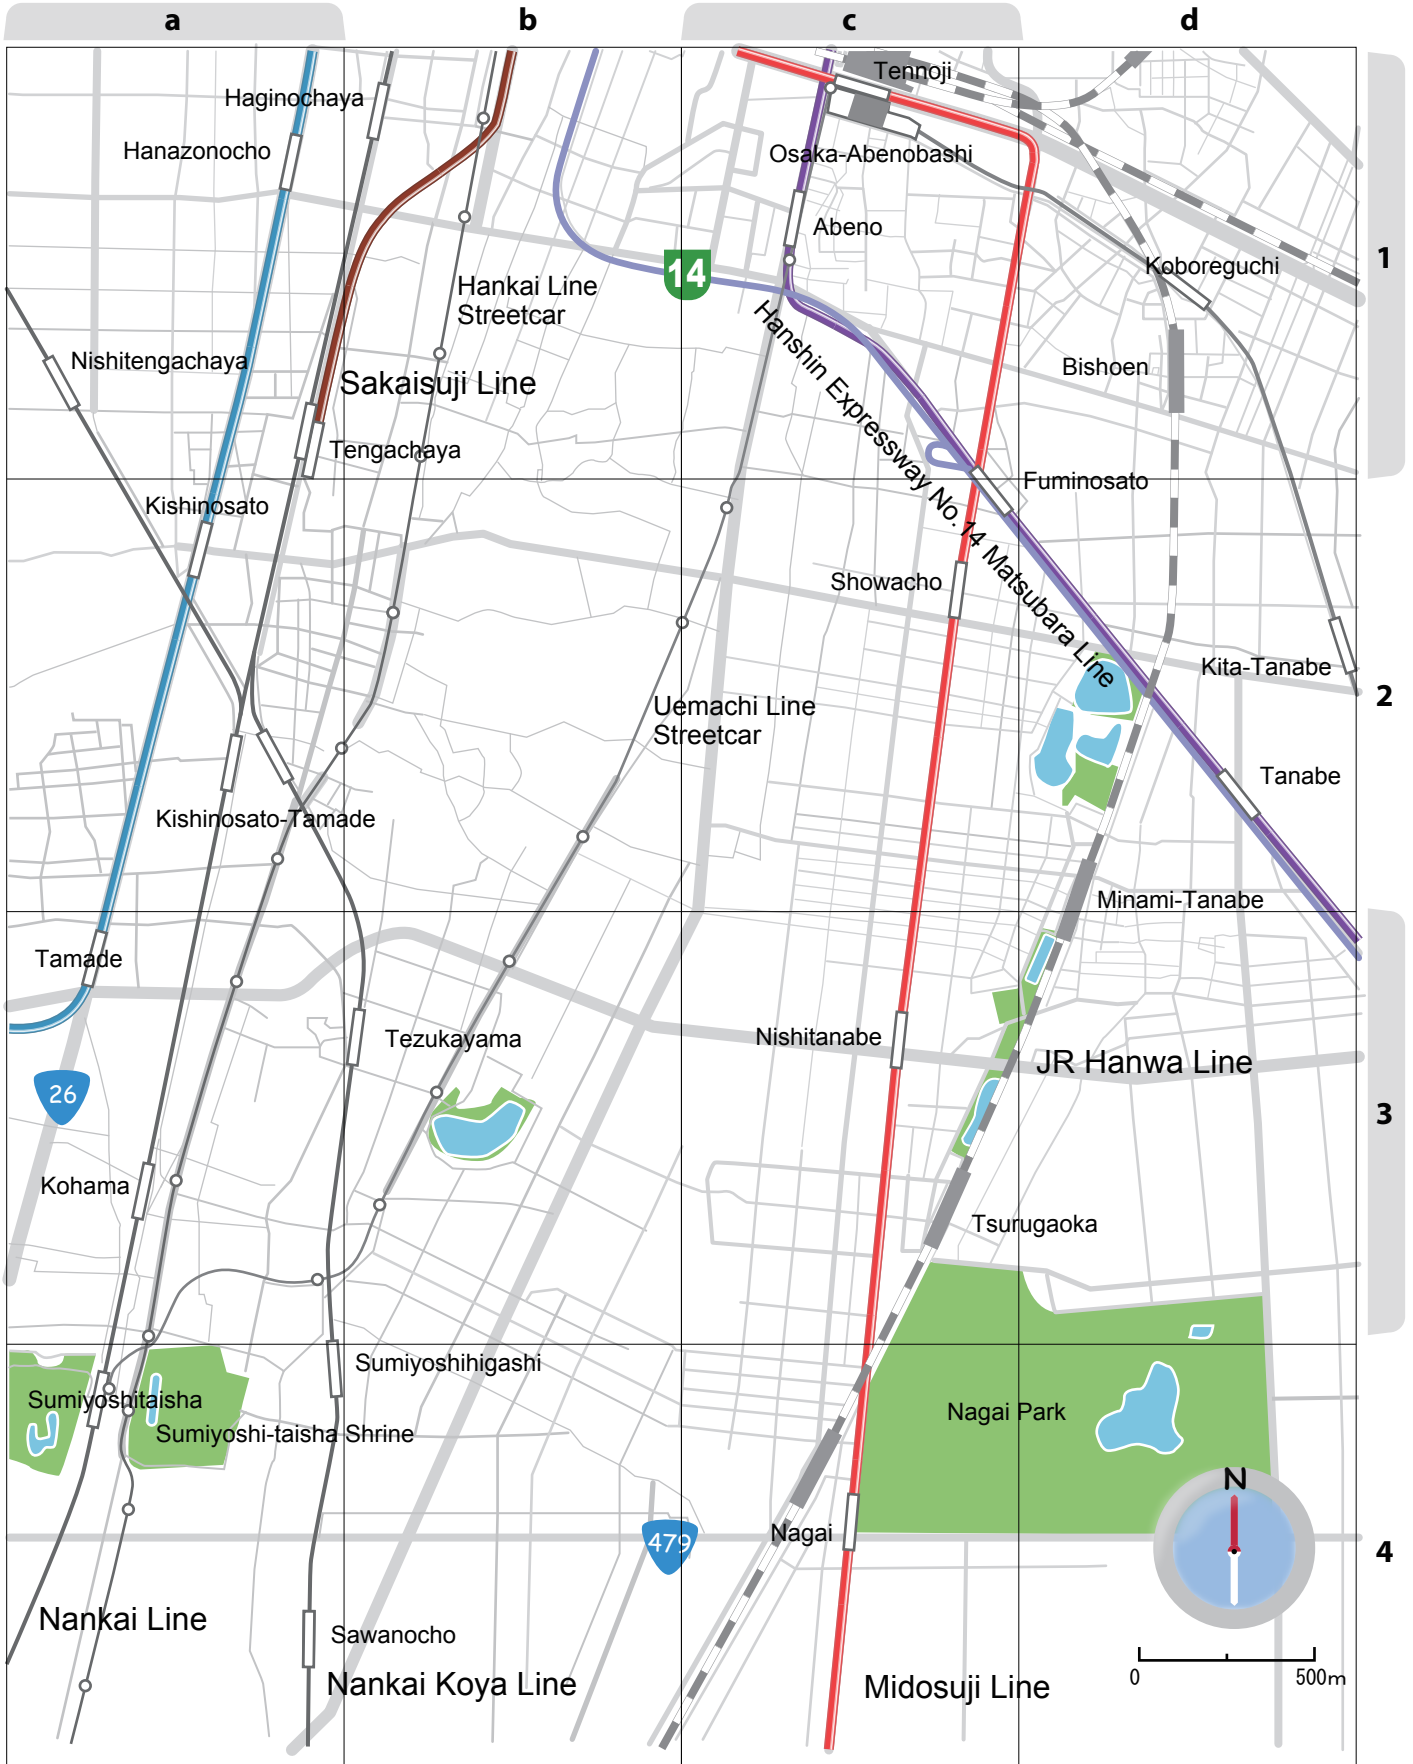 a
b
c
d
Tennoji
Haginochaya
Hanazonocho
Osaka-Abenobashi
Abeno
1
Koboreguchi
14
Hankai Line
Streetcar
Nishitengachaya
Hanshin Expressway No.14 Matsubara Line
Bishoen
Sakaisuji Line
Tengachaya
Fuminosato
Kishinosato
Showacho
Kita-Tanabe
2
Uemachi Line
Streetcar
Tanabe
Kishinosato-Tamade
Minami-Tanabe
Tamade
Tezukayama
Nishitanabe
JR Hanwa Line
26
3
Kohama
Tsurugaoka
Sumiyoshihigashi
Sumiyoshitaisha
Nagai Park
Sumiyoshi-taisha Shrine
N
Nagai
479
4
Nankai Line
Sawanocho
Nankai Koya Line
Midosuji Line
0
500m